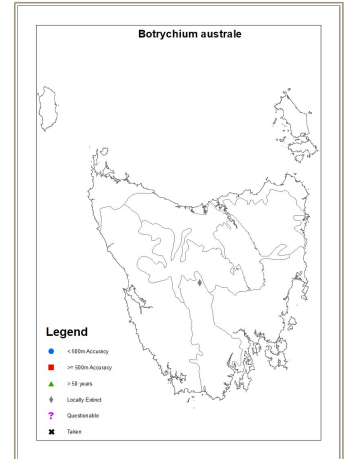 Botrychium australe
Legend
< 500m Accuracy
>= 500m Accuracy
> 50 years
Locally Extinct
? Questionable
Taken